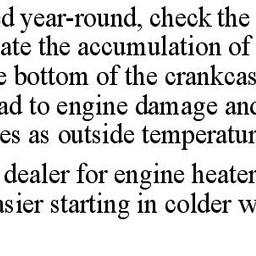 d year-round, check the
ate the accumulation of
bottom of the crankcas
ad to engine damage and
es as outside temperatur
dealer for engine heater
asier starting in colder w